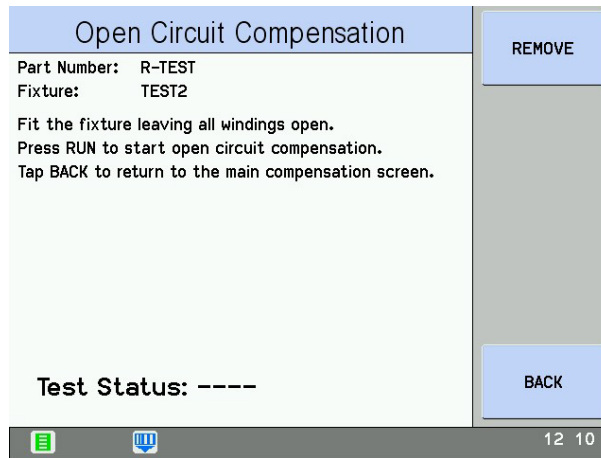 Open Circuit Compensation
REMOVE
Part Number: R-TEST
Fixture: TEST2
Fit the fixture leaving all windings open.
Press RUN to start open circuit compensation.
Tap BACK to return to the main compensation screen.
Test Status: ----
BACK
12 10